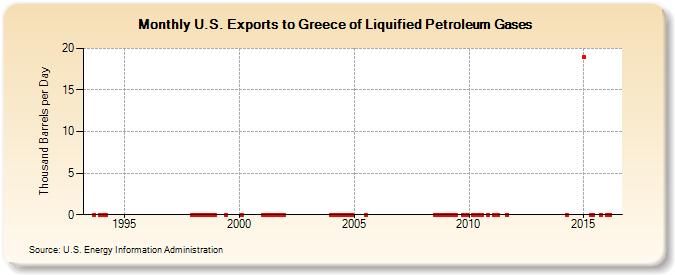 Monthly U.S. Exports to Greece of Liquified Petroleum Gases
Thousand Barrels per Day
20
15
10
5
0
1995 2000 2005 2010 2015
Source: U.S. Energy Information Administration